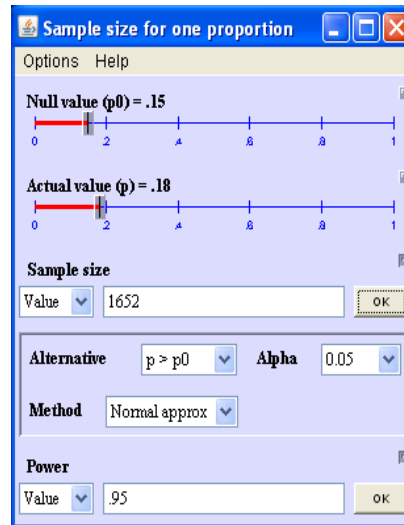 Sample size for one proportion
Options Help
Null value (p0) = .15
0 .2 .4 .6 .8 1
Actual value (p) = .18
0 .2 .4 .6 .8 1
Sample size
Value 1652 OK
Alternative p > p0 Alpha 0.05
Method Normal approx
Power
Value .95 OK